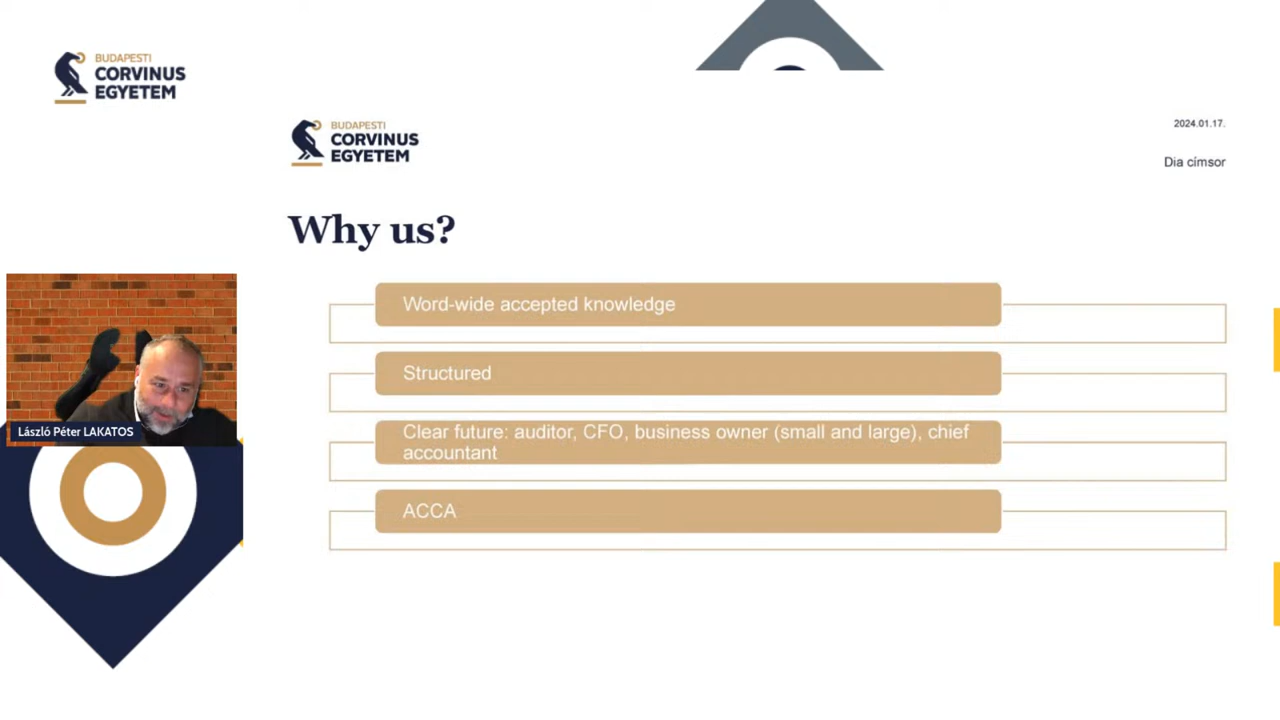 BUDAPESTI
CORVINUS
EGYETEM
BUDAPESTI
CORVINUS
EGYETEM
2024.01.17.
Dia címsor
Why us?
Word-wide accepted knowledge
Structured
Clear future: auditor, CFO, business owner (small and large), chief
accountant
ACCA
László Péter LAKATOS